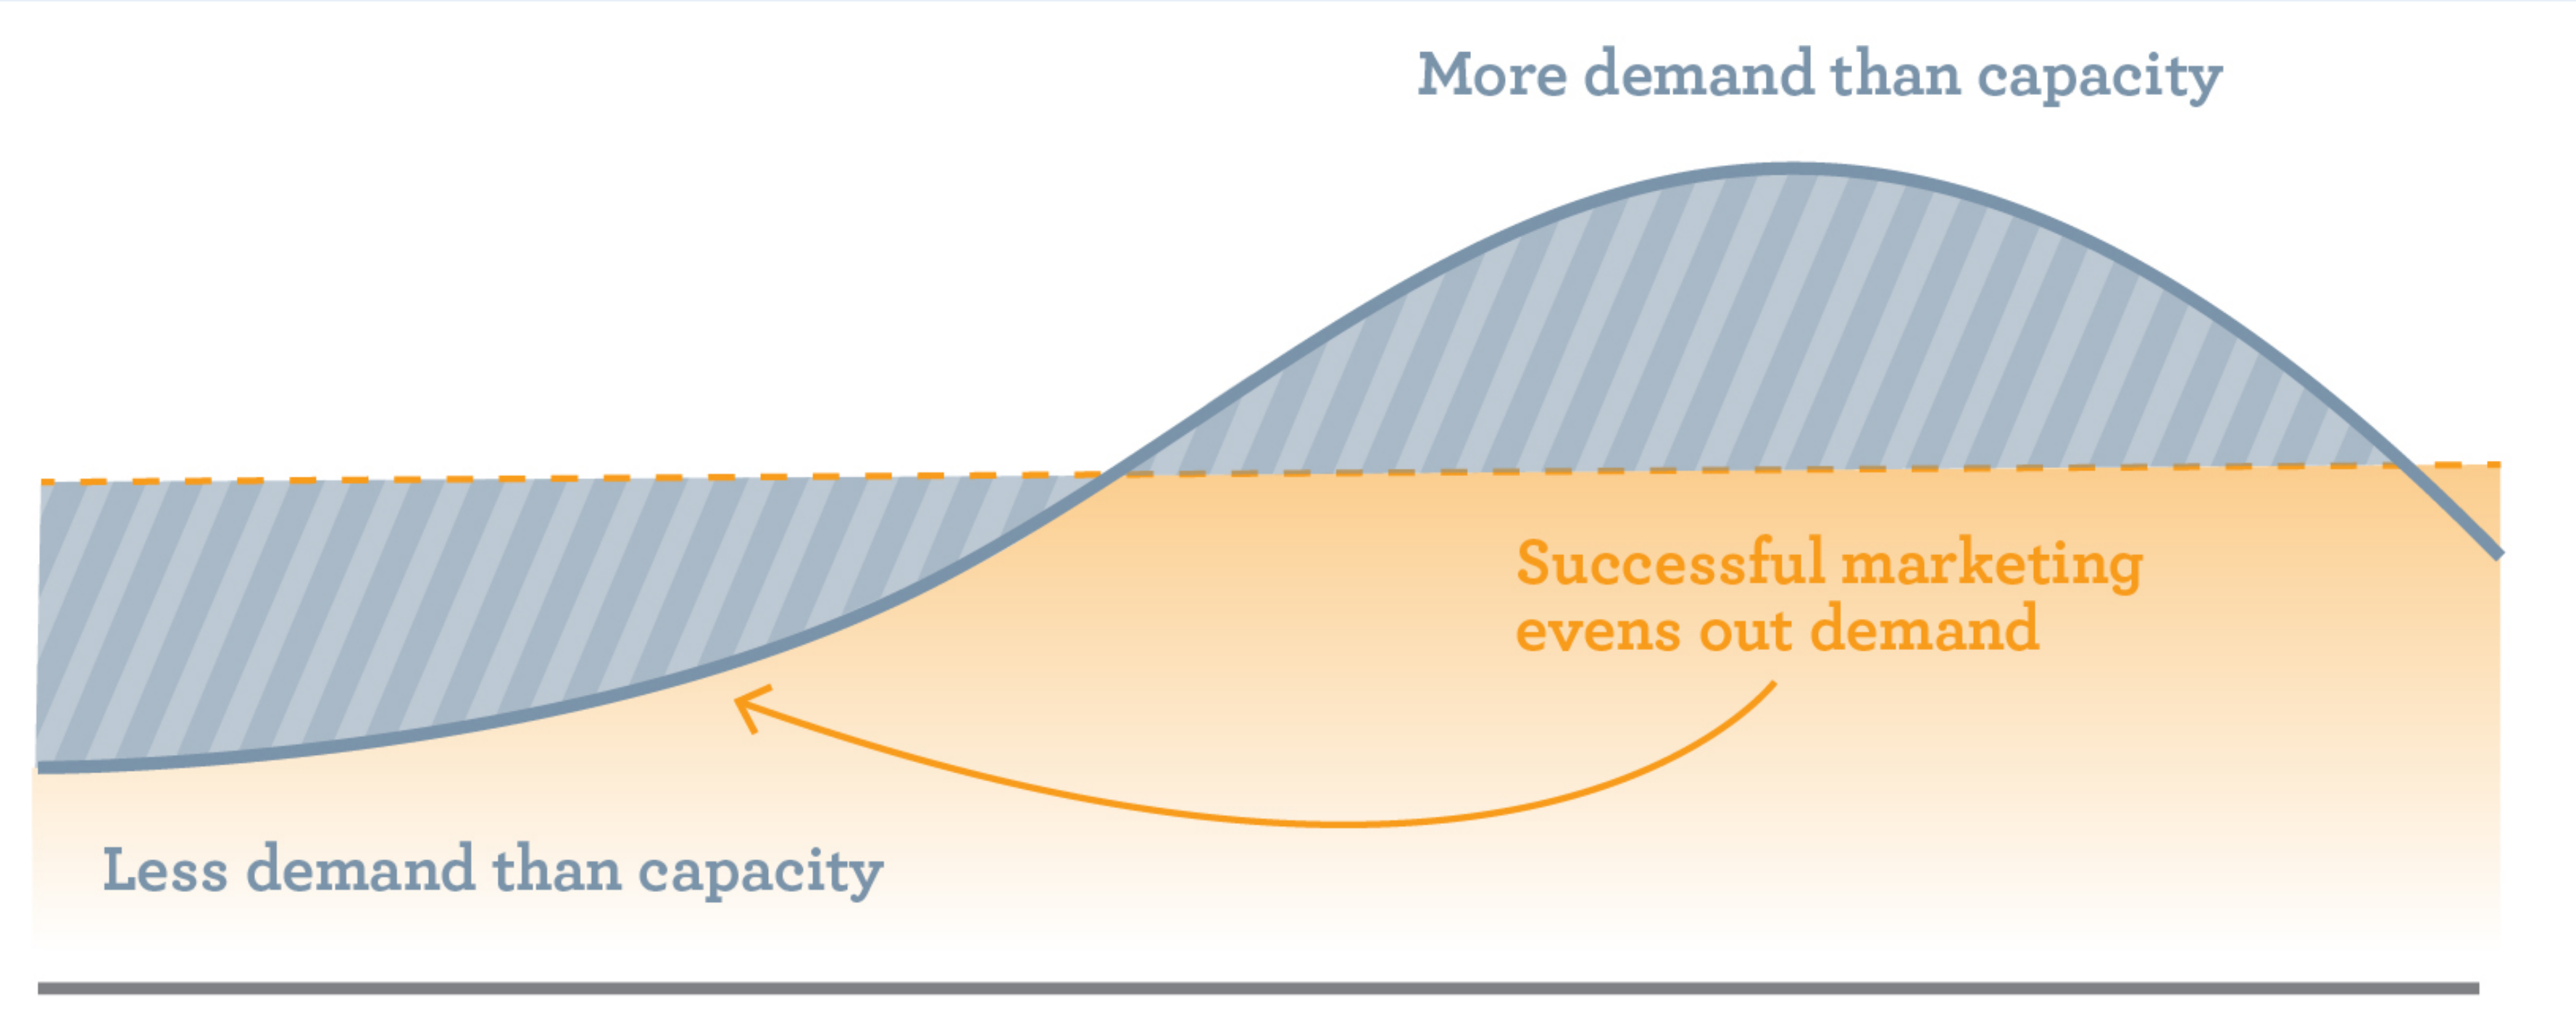 More demand than capacity
Successful marketing
evens out demand
Less demand than capacity